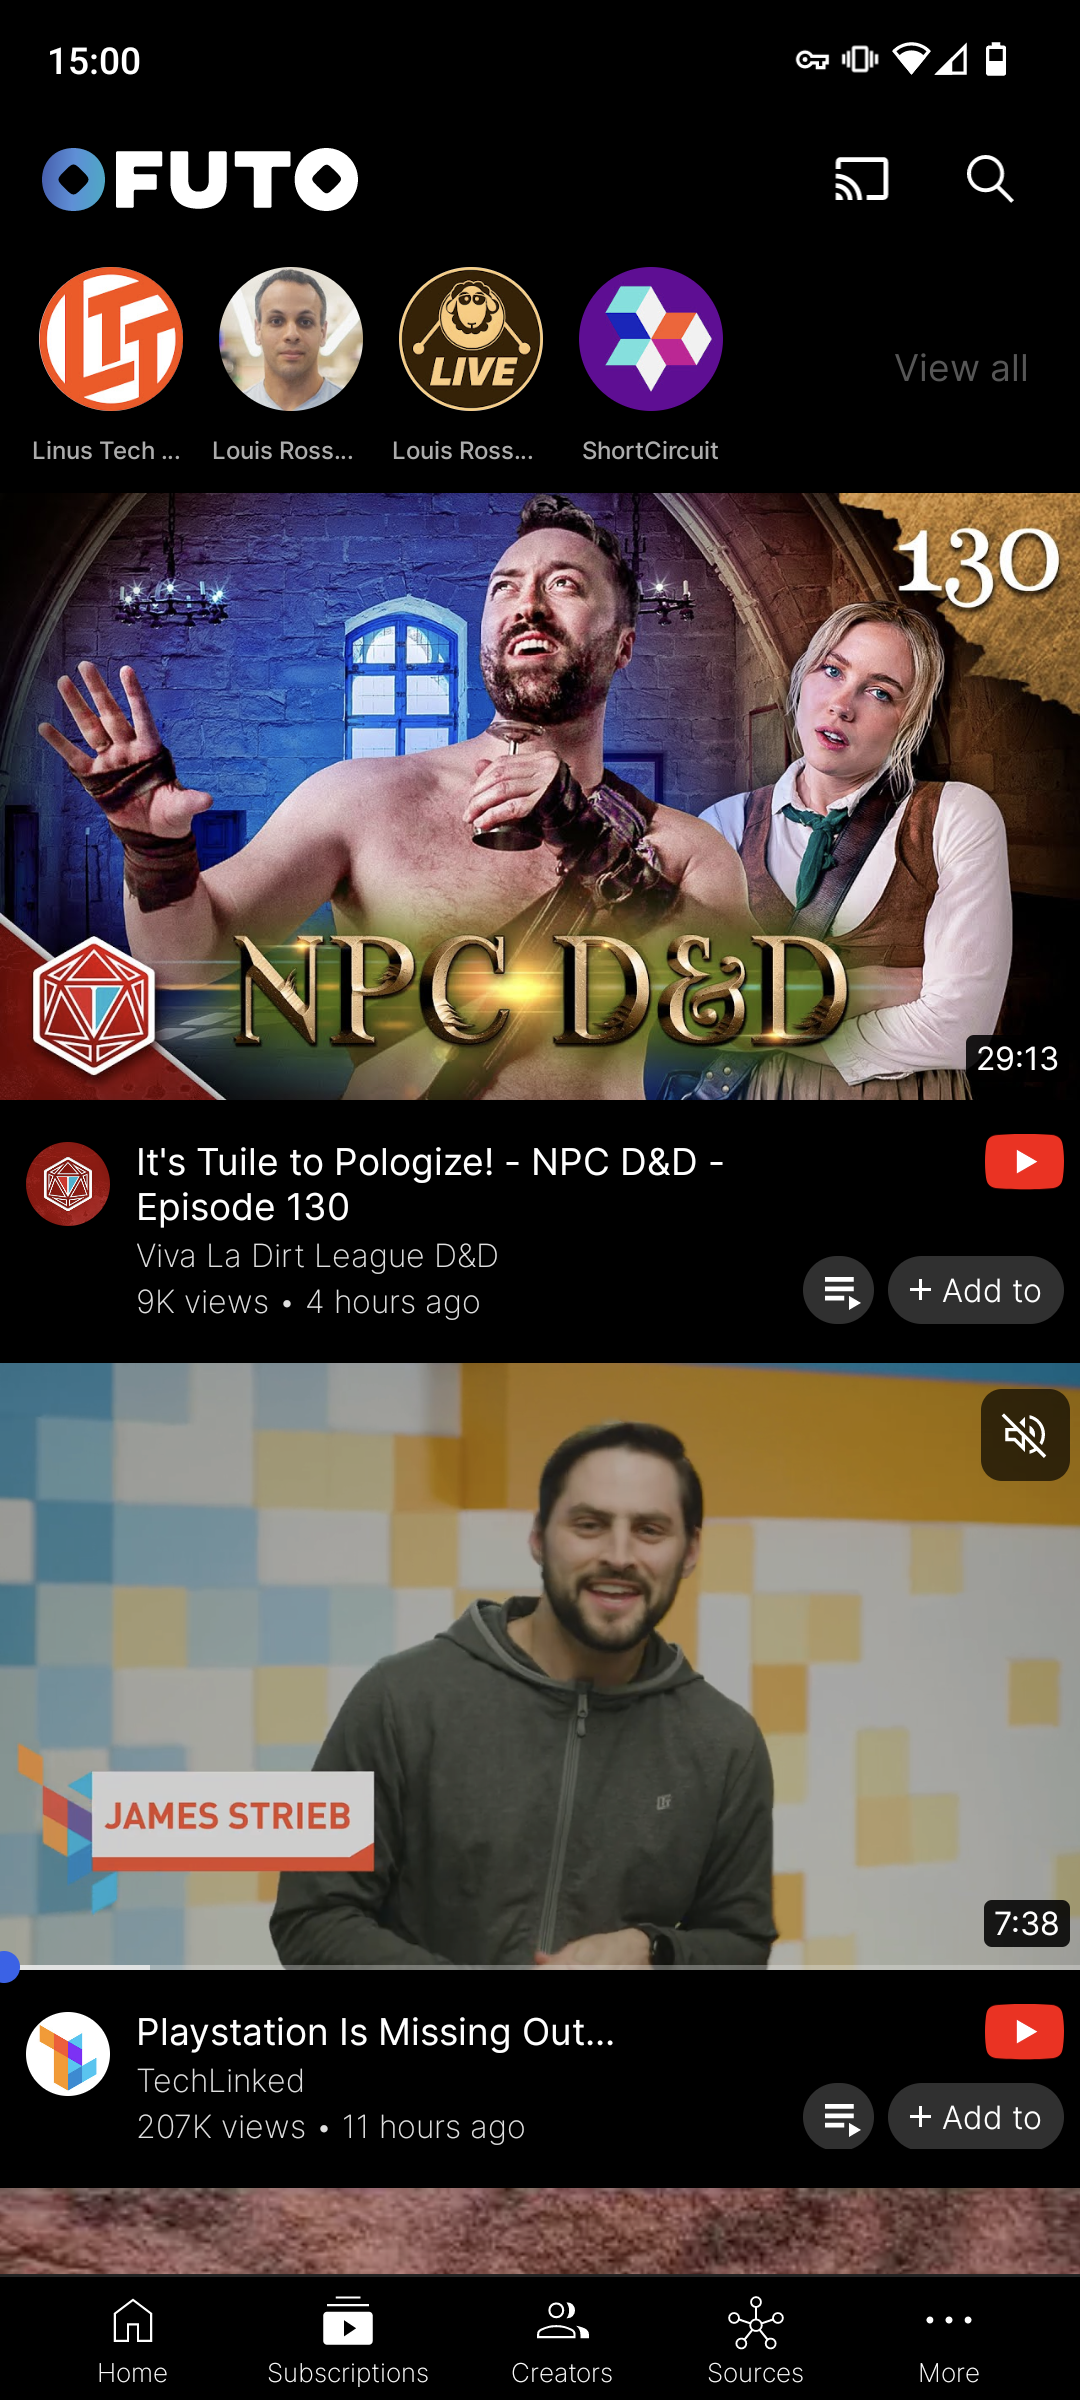 15:00
FUTO
LTT
LIVE
View all
Linus Tech ...
Louis Ross...
Louis Ross...
ShortCircuit
130
NPC D&D
29:13
It's Tuile to Pologize! - NPC D&D -
Episode 130
Viva La Dirt League D&D
9K views • 4 hours ago
+ Add to
JAMES STRIEB
7:38
Playstation Is Missing Out...
TechLinked
207K views • 11 hours ago
+ Add to
Home
Subscriptions
Creators
Sources
More